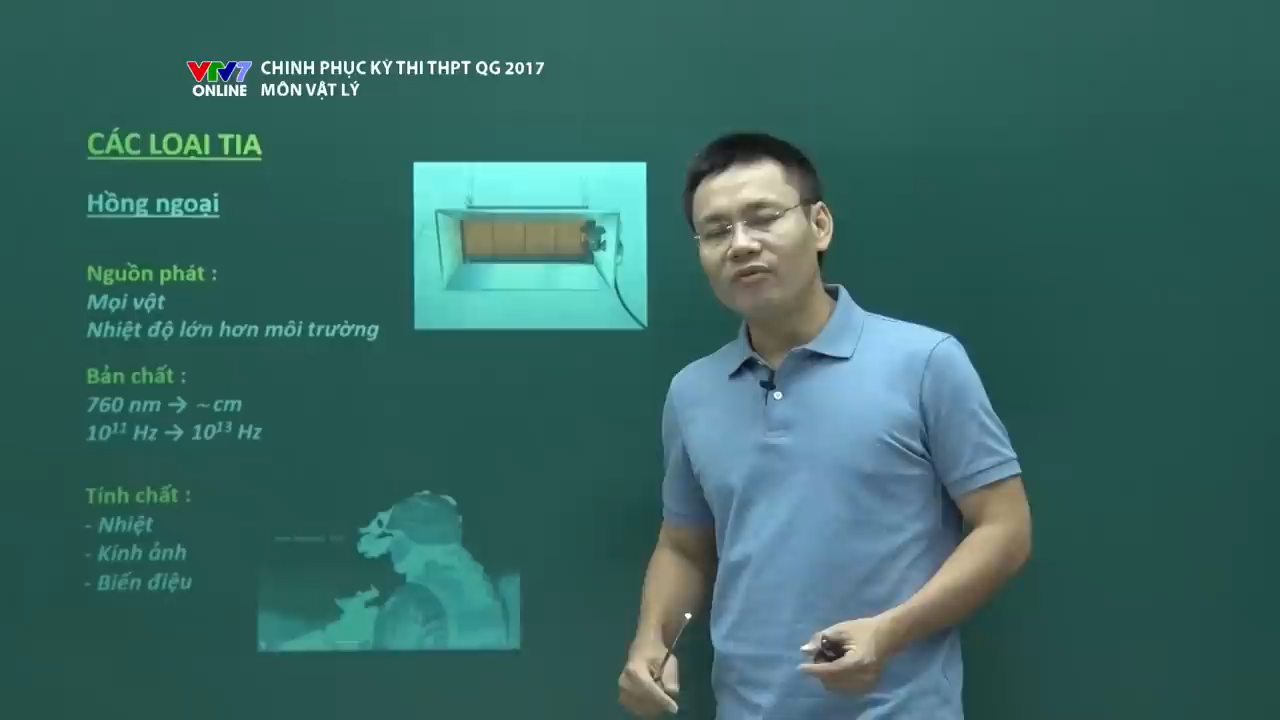 VTV7
ONLINE
CHINH PHỤC KỲ THI THPT QG 2017
MÔN VẬT LÝ
CÁC LOẠI TIA
Hồng ngoại
Nguồn phát :
Mọi vật
Nhiệt độ lớn hơn môi trường
Bản chất :
760 nm → ~cm
10¹¹ Hz → 10¹³ Hz
Tính chất :
- Nhiệt
- Kính ảnh
- Biến điệu